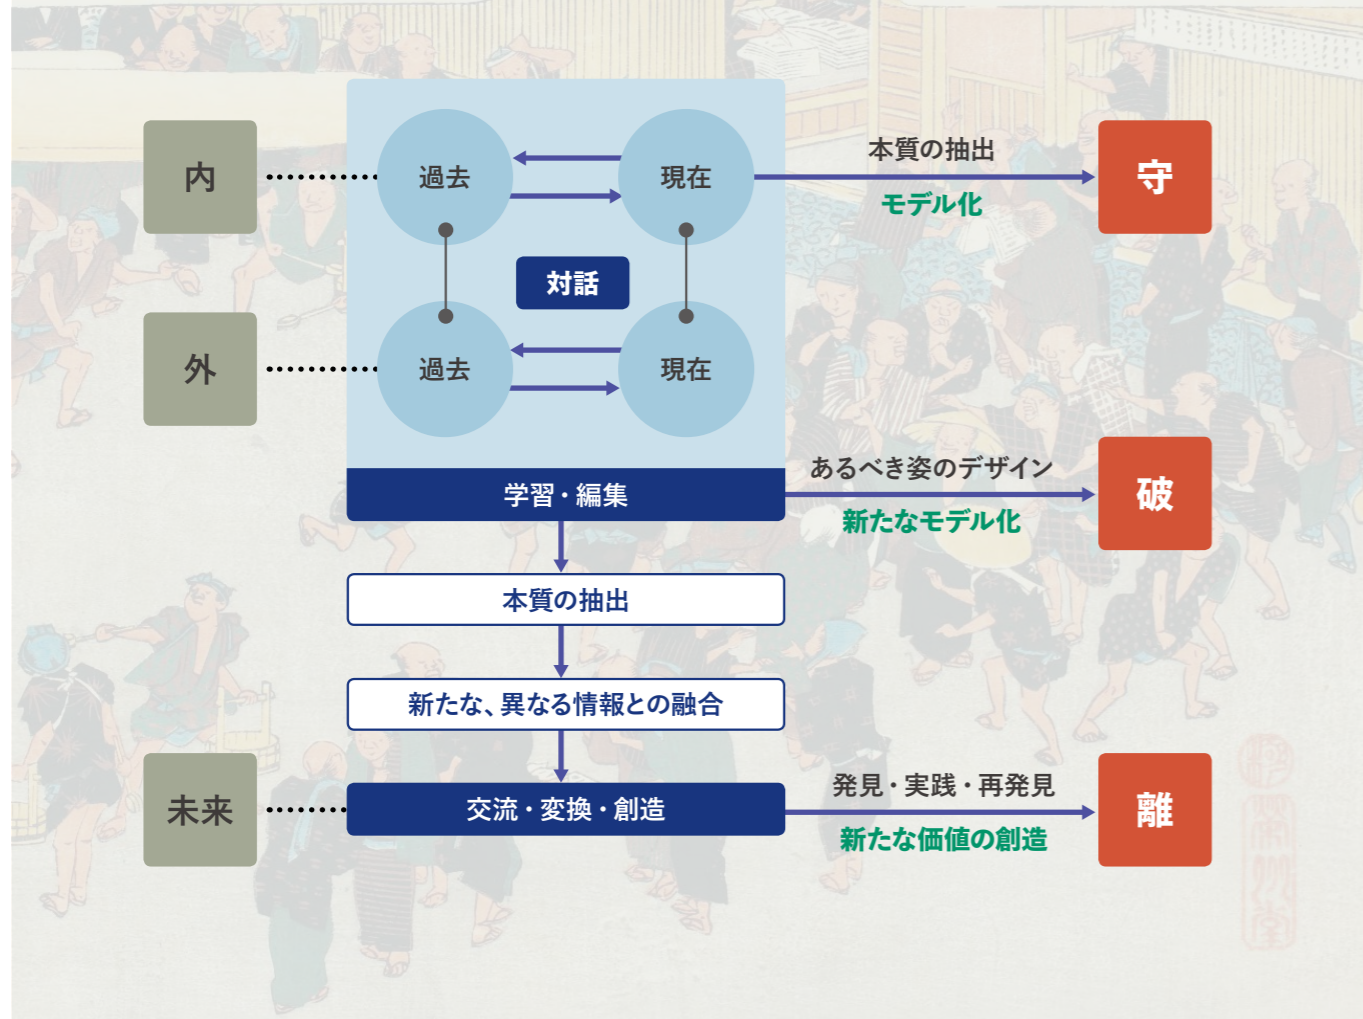 内
過去
現在
本質の抽出
モデル化
守
対話
外
過去
現在
学習・編集
あるべき姿のデザイン
新たなモデル化
破
本質の抽出
新たな、異なる情報との融合
未来
交流・変換・創造
発見・実践・再発見
新たな価値の創造
離